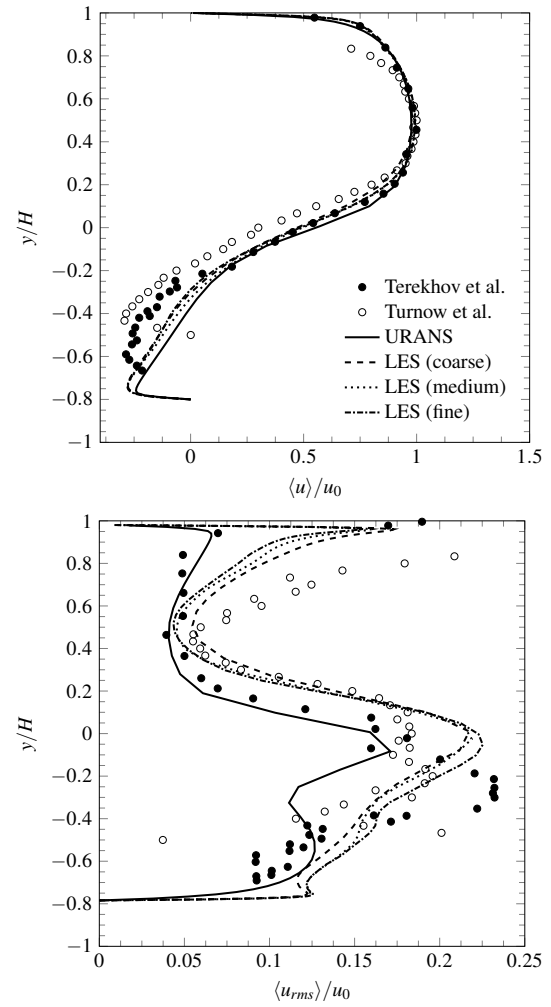 1
0.8
0.6
0.4
0.2
0
−0.2
−0.4
−0.6
−0.8
−1
y/H
Terekhov et al.
Turnow et al.
URANS
LES (coarse)
LES (medium)
LES (fine)
0 0.5 1 1.5
⟨u⟩/u₀
1
0.8
0.6
0.4
0.2
0
−0.2
−0.4
−0.6
−0.8
−1
y/H
0 0.05 0.1 0.15 0.2 0.25
⟨uᵣₘₛ⟩/u₀